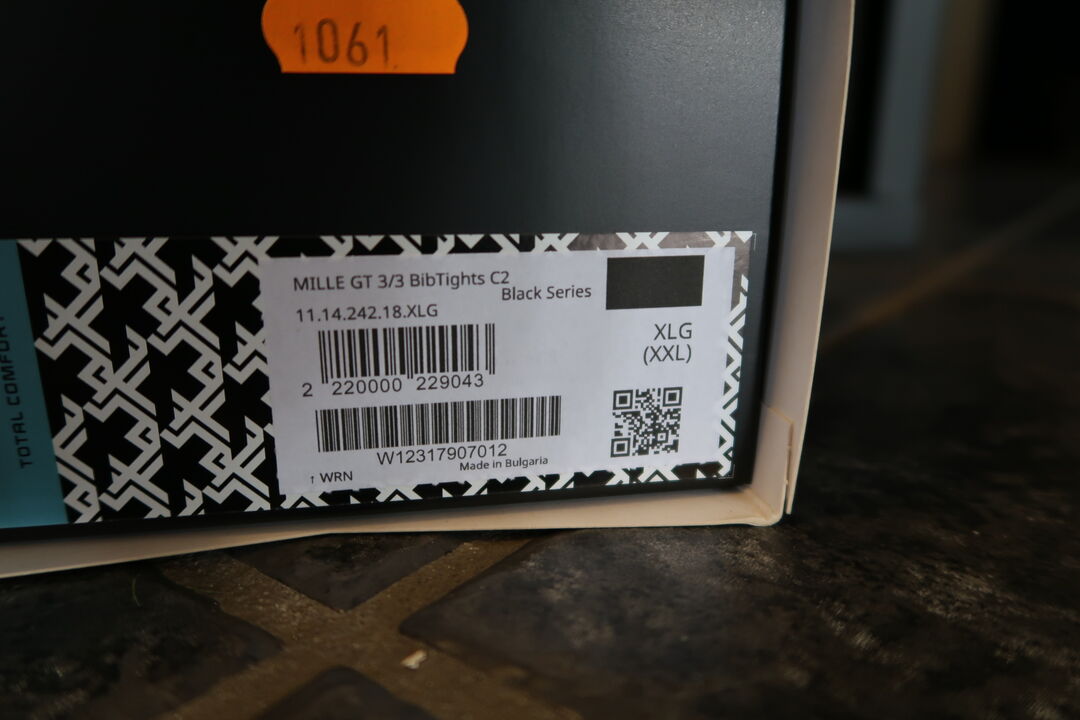 1061.
MILLE GT 3/3 BibTights C2
Black Series
11.14.242.18.XLG
XLG
(XXL)
2 220000 229043
W12317907012
Made in Bulgaria
↑ WRN
TOTAL COMFORT